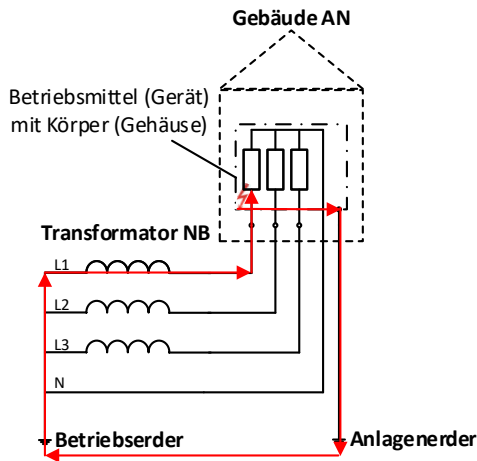 Gebäude AN
Betriebsmittel (Gerät)
mit Körper (Gehäuse)
Transformator NB
L1
L2
L3
N
Betriebserder
Anlagenerder